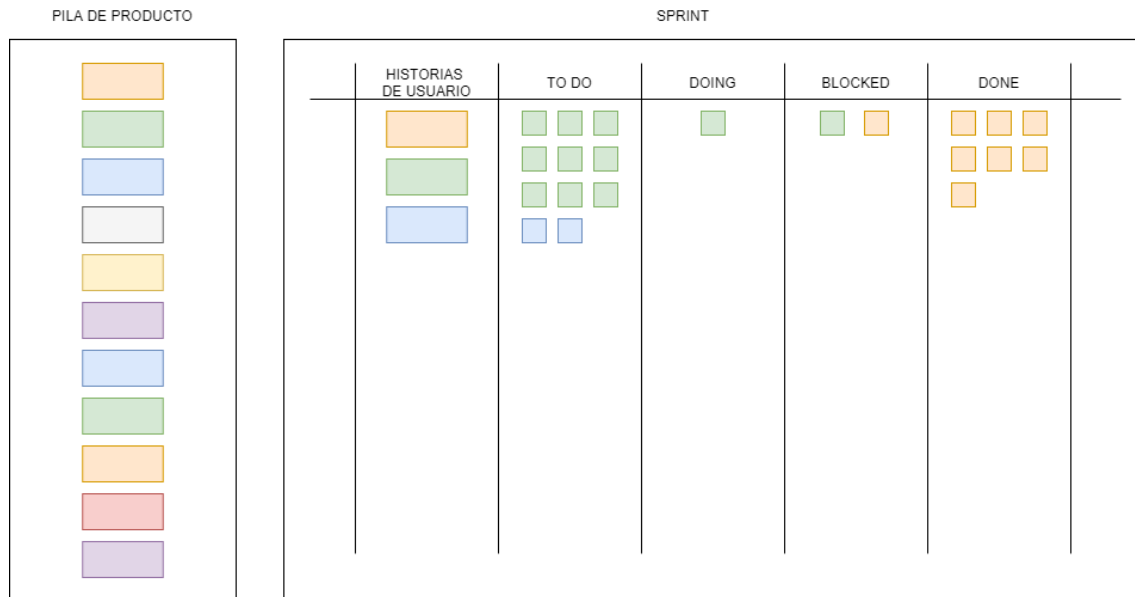 PILA DE PRODUCTO
SPRINT
HISTORIAS
DE USUARIO
TO DO
DOING
BLOCKED
DONE